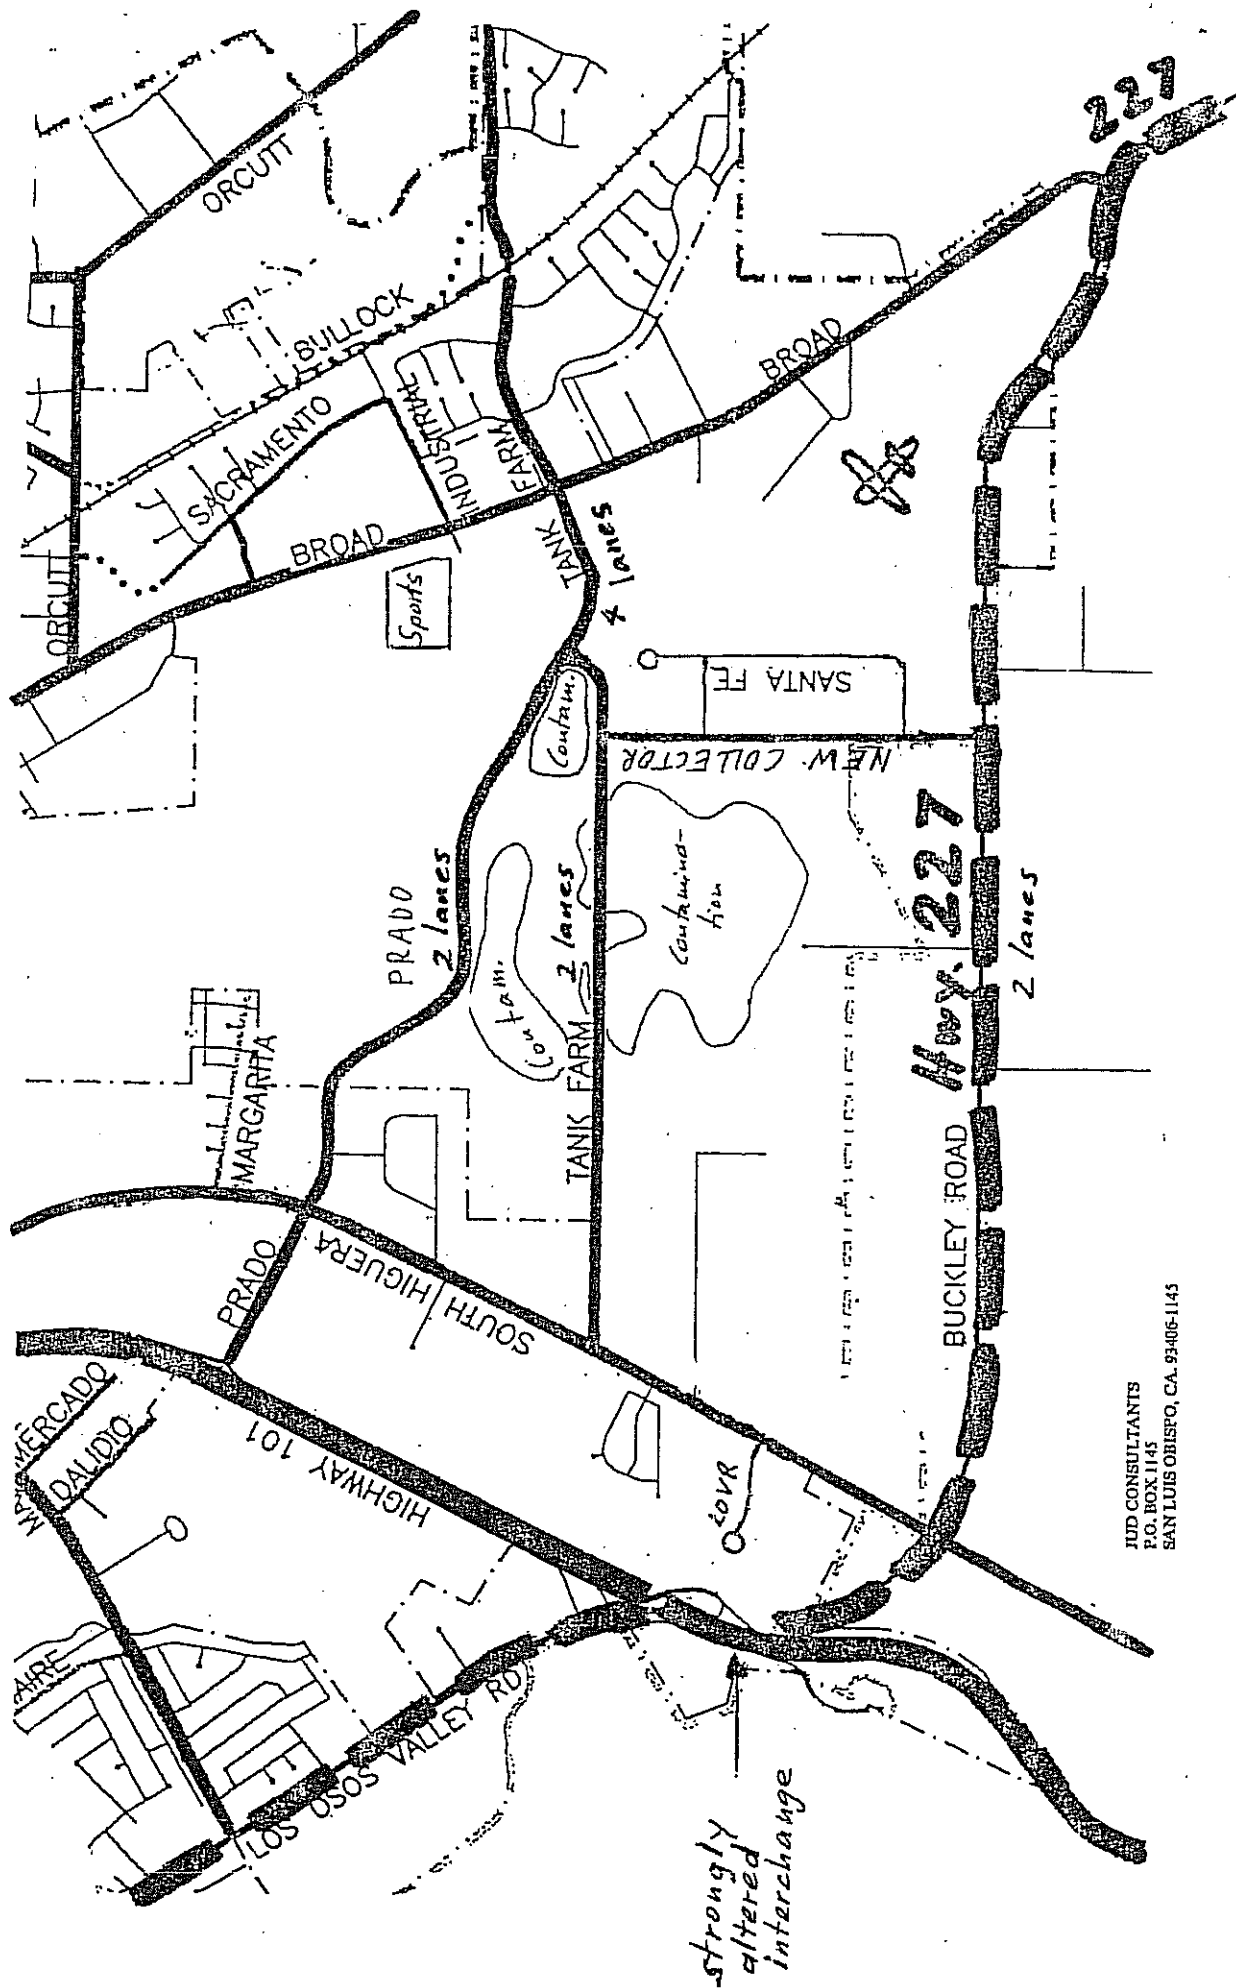 ORCUTT
227
BULLOCK
SACRAMENTO
INDUSTRIAL
FARM
TANK
BROAD
BROAD
ORCUTT
Sports
4 lanes
SANTA FE
Contam.
NEW COLLECTOR
PRADO
2 lanes
Contam.
2 lanes
Contamina-
tion
TANK FARM
Hwy. 227
2 lanes
MARGARITA
BUCKLEY ROAD
PRADO
SOUTH HIGUERA
HIGHWAY 101
MERCADO
DALIDIO
LOVR
LOS OSOS VALLEY RD
AIRE
strongly
altered
interchange
JUD CONSULTANTS
P.O. BOX 1145
SAN LUIS OBISPO, CA. 93406-1145